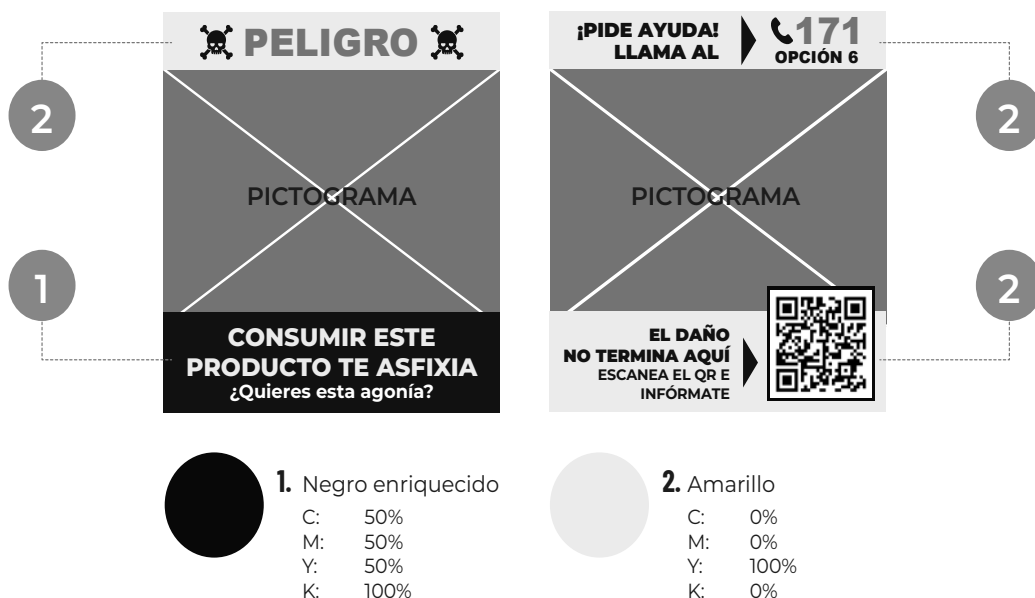 PELIGRO
PICTOGRAMA
CONSUMIR ESTE
PRODUCTO TE ASFIXIA
¿Quieres esta agonía?
2
1
¡PIDE AYUDA!
LLAMA AL
171
OPCIÓN 6
PICTOGRAMA
EL DAÑO
NO TERMINA AQUÍ
ESCANEA EL QR E
INFÓRMATE
2
2
1. Negro enriquecido
C: 50%
M: 50%
Y: 50%
K: 100%
2. Amarillo
C: 0%
M: 0%
Y: 100%
K: 0%